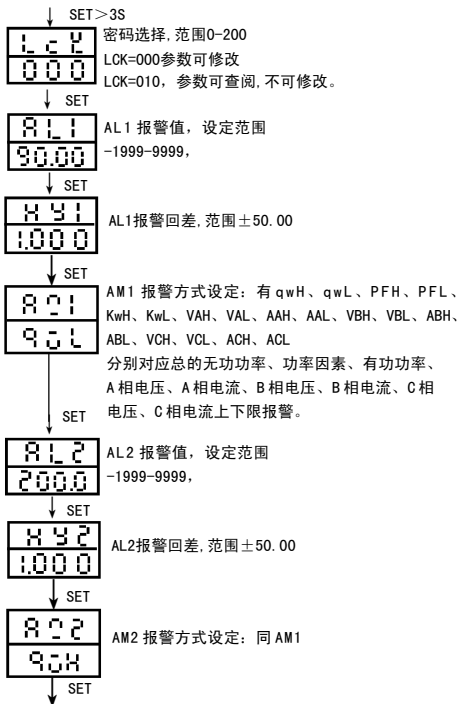 SET＞3S
LcK
000
密码选择,范围0-200
LCK=000参数可修改
LCK=010，参数可查阅,不可修改。
SET
AL1
90.00
AL1 报警值，设定范围
-1999-9999，
SET
HY1
1.000
AL1报警回差,范围±50.00
SET
AM1 报警方式设定：有 qwH、qwL、PFH、PFL、
KwH、KwL、VAH、VAL、AAH、AAL、VBH、VBL、ABH、
ABL、VCH、VCL、ACH、ACL
分别对应总的无功功率、功率因素、有功功率、
A 相电压、A 相电流、B 相电压、B 相电流、C 相
电压、C 相电流上下限报警。
SET
AL2
200.0
AL2 报警值，设定范围
-1999-9999，
SET
HY2
1.000
AL2报警回差,范围±50.00
SET
AM2 报警方式设定：同 AM1
SET